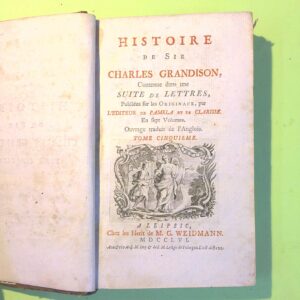 HISTOIRE
DE SIR
CHARLES GRANDISON,
Contenue dans une
SUITE DE LETTRES,
Publiées sur les ORIGINAUX, par
L'EDITEUR DE PAMELA ET DE CLARISSE.
En sept Volumes.
Ouvrage traduit de l'Anglois.
TOME CINQUIEME.
A LEIPSIC,
Chez les Herit. de M. G. WEIDMANN.
MDCCLVI.